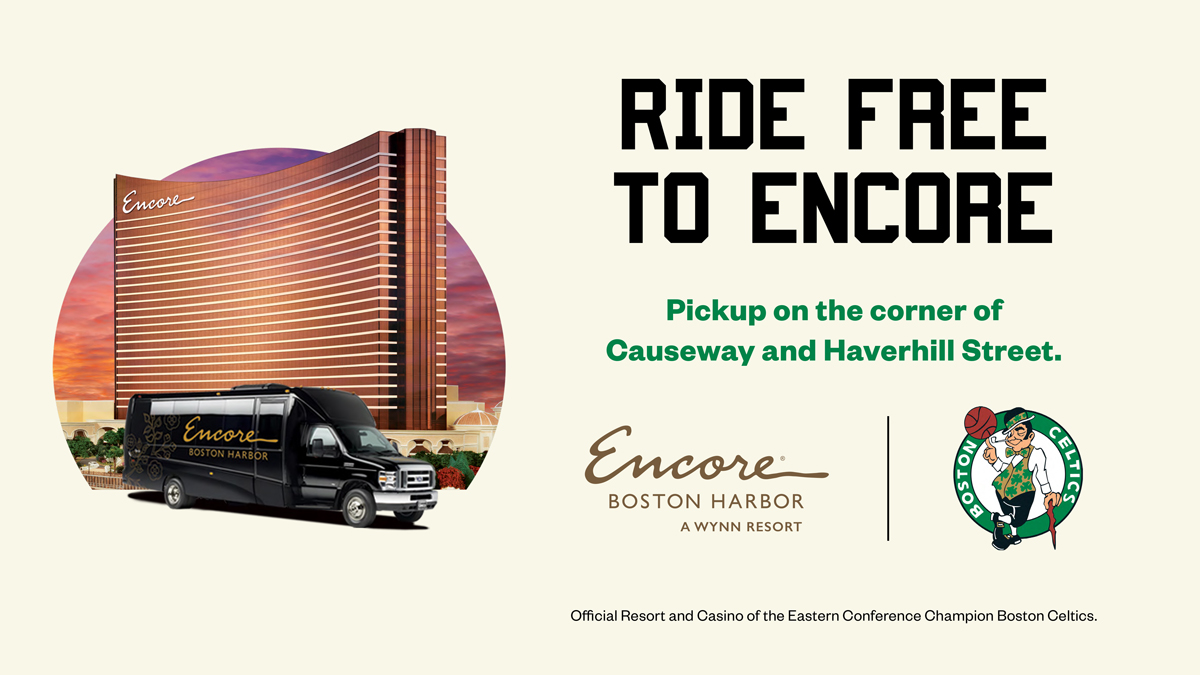 RIDE FREE
TO ENCORE
Pickup on the corner of
Causeway and Haverhill Street.
Encore
Encore
BOSTON HARBOR
Encore®
BOSTON HARBOR
A WYNN RESORT
BOSTON CELTICS
Official Resort and Casino of the Eastern Conference Champion Boston Celtics.